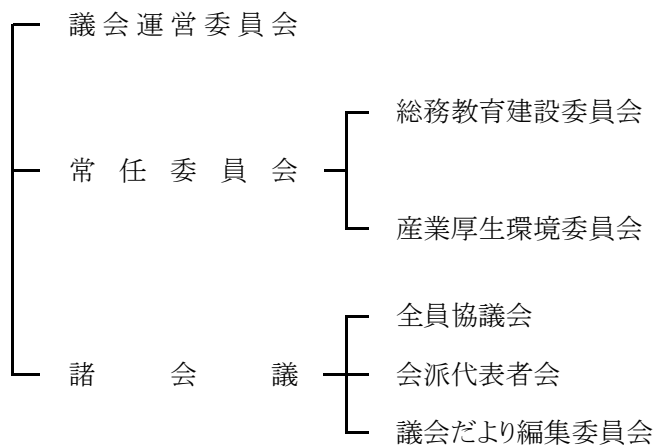 議会運営委員会
総務教育建設委員会
常任委員会
産業厚生環境委員会
全員協議会
諸会議
会派代表者会
議会だより編集委員会